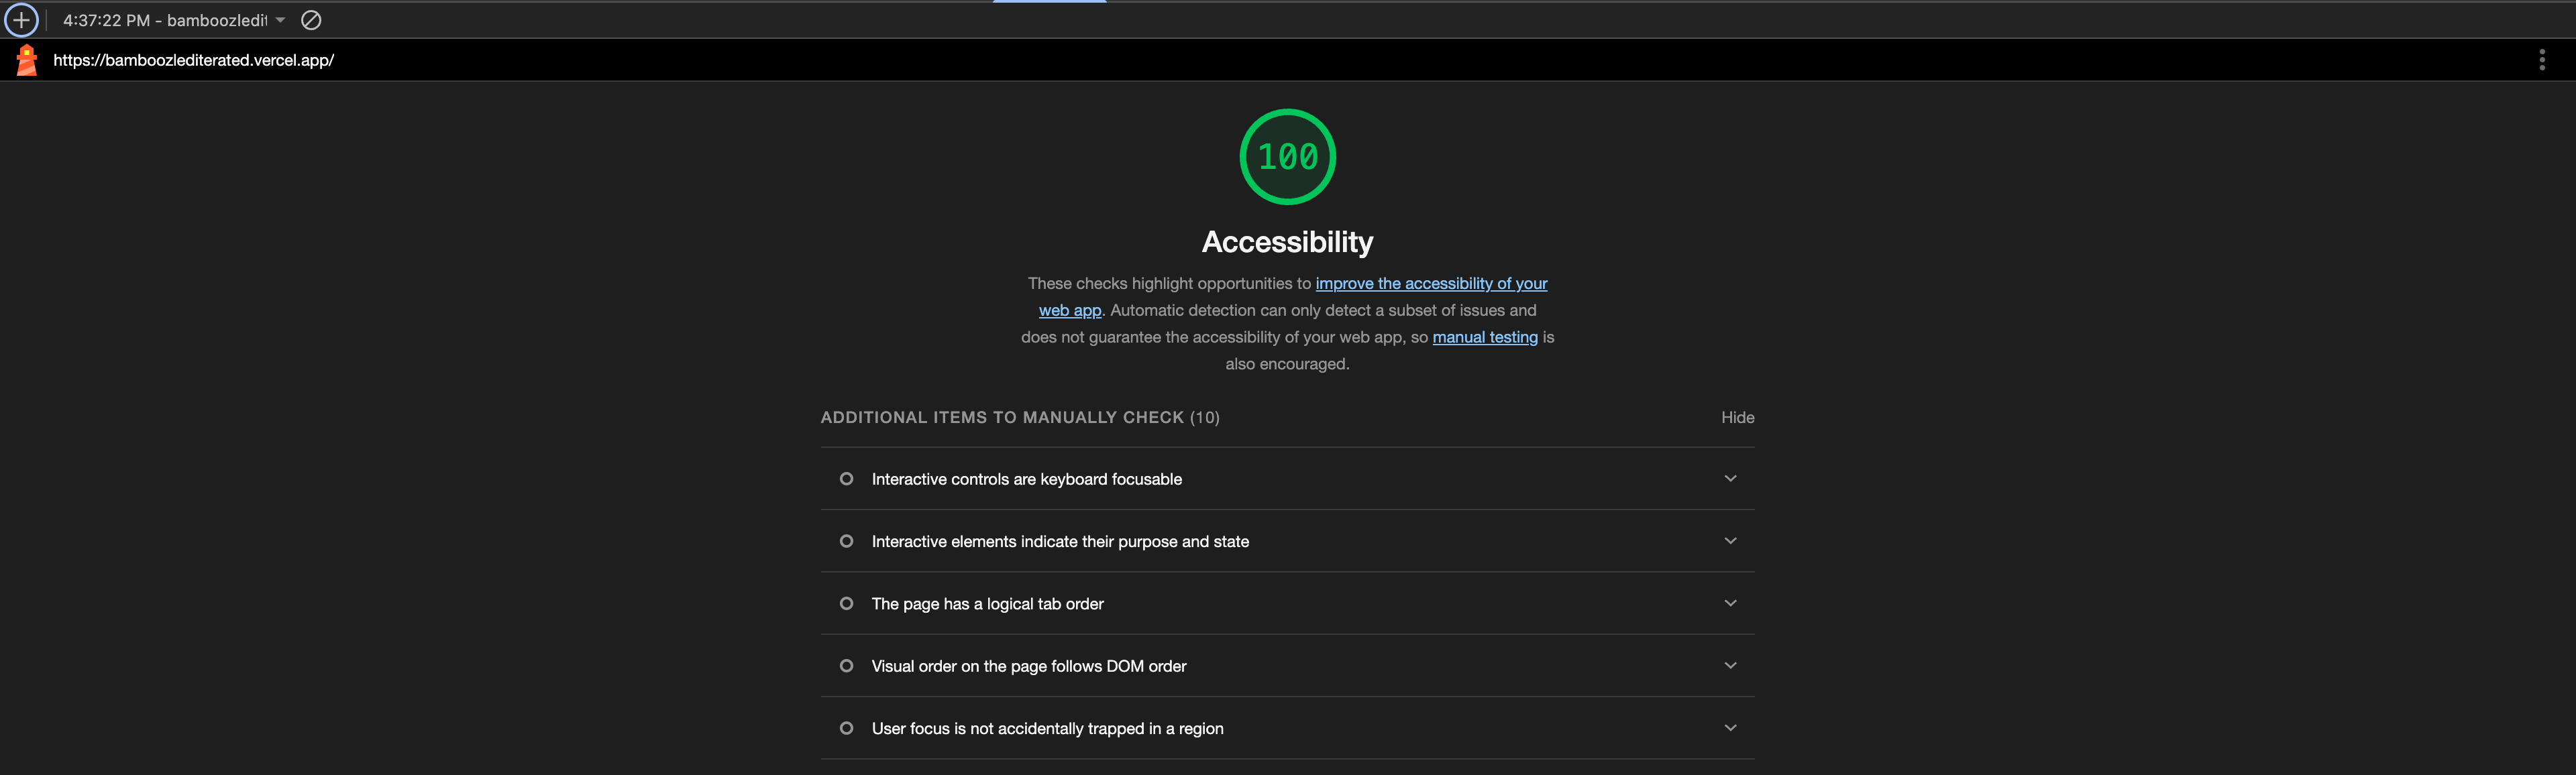 4:37:22 PM - bamboozledit
https://bamboozlediterated.vercel.app/
100
Accessibility
These checks highlight opportunities to improve the accessibility of your
web app. Automatic detection can only detect a subset of issues and
does not guarantee the accessibility of your web app, so manual testing is
also encouraged.
ADDITIONAL ITEMS TO MANUALLY CHECK (10) Hide
Interactive controls are keyboard focusable
Interactive elements indicate their purpose and state
The page has a logical tab order
Visual order on the page follows DOM order
User focus is not accidentally trapped in a region